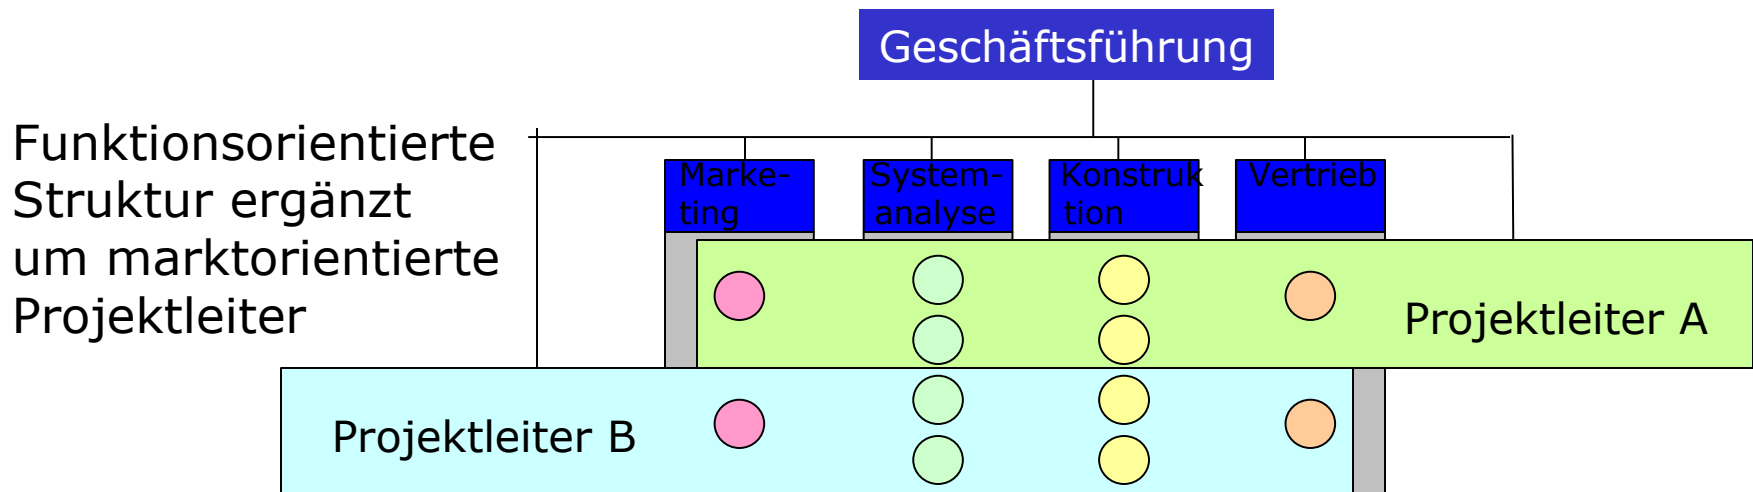 Geschäftsführung
Funktionsorientierte
Struktur ergänzt
um marktorientierte
Projektleiter
Marke-
ting
System-
analyse
Konstruk
tion
Vertrieb
Projektleiter A
Projektleiter B